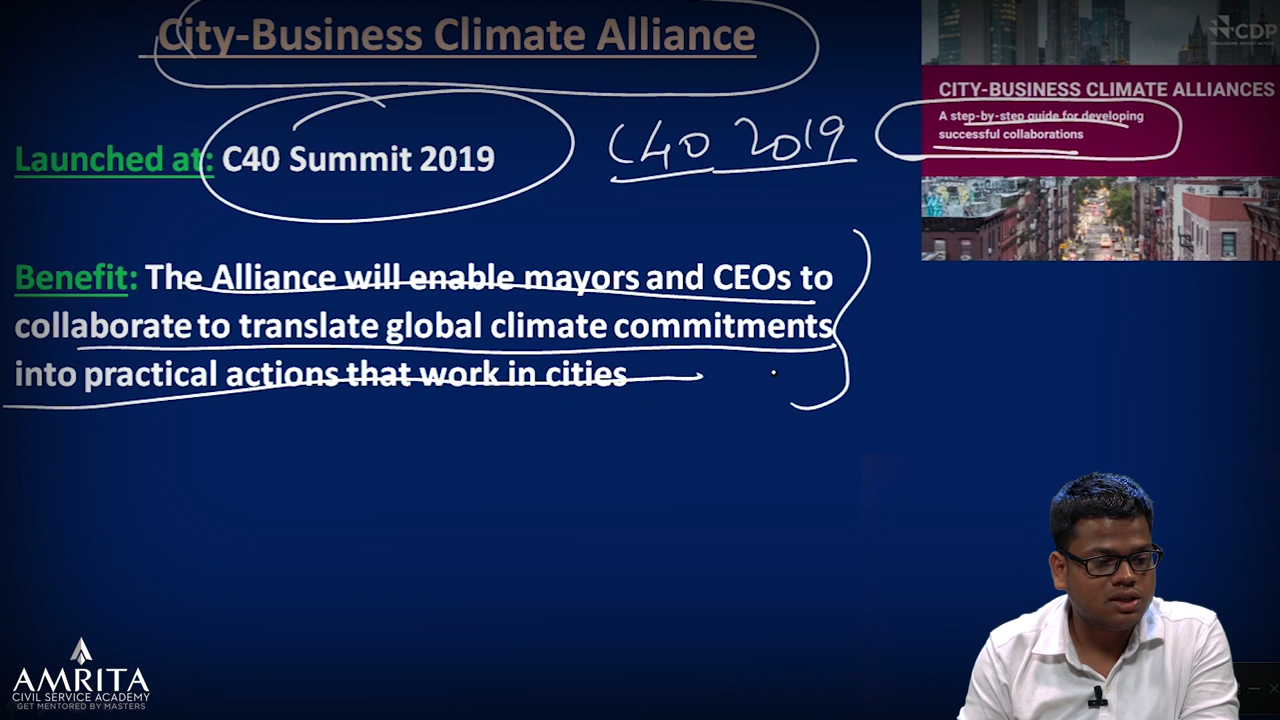 City-Business Climate Alliance
CDP
CITY-BUSINESS CLIMATE ALLIANCES
A step-by-step guide for developing
successful collaborations
Launched at: C40 Summit 2019
C40 2019
Benefit: The Alliance will enable mayors and CEOs to
collaborate to translate global climate commitments
into practical actions that work in cities
AMRITA
CIVIL SERVICE ACADEMY
GET MENTORED BY MASTERS